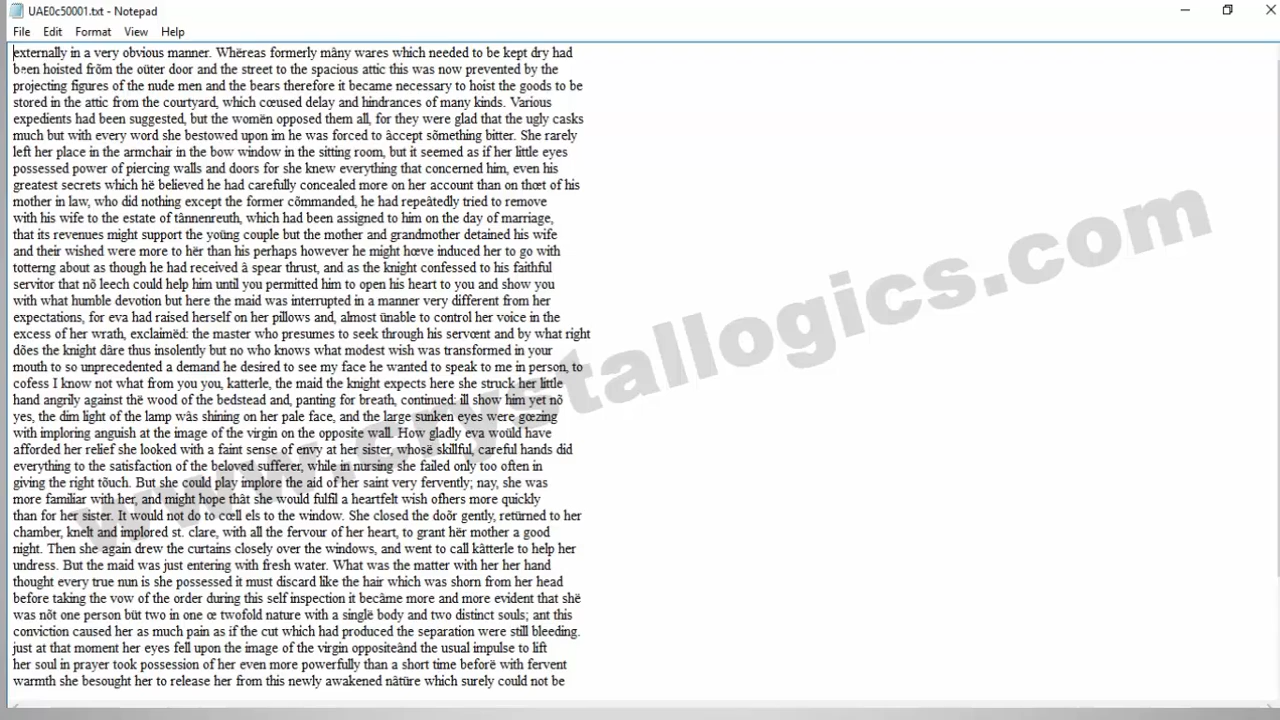 UAE0c50001.txt - Notepad
File Edit Format View Help
externally in a very obvious manner. Whëreas formerly mâny wares which needed to be kept dry had
been hoisted frõm the oüter door and the street to the spacious attic this was now prevented by the
projecting figures of the nude men and the bears therefore it became necessary to hoist the goods to be
stored in the attic from the courtyard, which cœused delay and hindrances of many kinds. Various
expedients had been suggested, but the womën opposed them all, for they were glad that the ugly casks
much but with every word she bestowed upon im he was forced to âccept sõmething bitter. She rarely
left her place in the armchair in the bow window in the sitting room, but it seemed as if her little eyes
possessed power of piercing walls and doors for she knew everything that concerned him, even his
greatest secrets which hë believed he had carefully concealed more on her account than on thœt of his
mother in law, who did nothing except the former cõmmanded, he had repeâtedly tried to remove
with his wife to the estate of tânnenreuth, which had been assigned to him on the day of marriage,
that its revenues might support the yoüng couple but the mother and grandmother detained his wife
and their wished were more to hër than his perhaps however he might hœve induced her to go with
totterng about as though he had received â spear thrust, and as the knight confessed to his faithful
servitor that nõ leech could help him until you permitted him to open his heart to you and show you
with what humble devotion but here the maid was interrupted in a manner very different from her
expectations, for eva had raised herself on her pillows and, almost ünable to control her voice in the
excess of her wrath, exclaimëd: the master who presumes to seek through his servœnt and by what right
dões the knight dâre thus insolently but no who knows what modest wish was transformed in your
mouth to so unprecedented a demand he desired to see my face he wanted to speak to me in person, to
cofess I know not what from you you, katterle, the maid the knight expects here she struck her little
hand angrily against thë wood of the bedstead and, panting for breath, continued: ill show him yet nõ
yes, the dim light of the lamp wâs shining on her pale face, and the large sunken eyes were gœzing
with imploring anguish at the image of the virgin on the opposite wall. How gladly eva woüld have
afforded her relief she looked with a faint sense of envy at her sister, whosë skillful, careful hands did
everything to the satisfaction of the beloved sufferer, while in nursing she failed only too often in
giving the right tõuch. But she could play implore the aid of her saint very fervently; nay, she was
more familiar with her, and might hope thât she would fulfil a heartfelt wish ofhers more quickly
than for her sister. It would not do to cœll els to the window. She closed the doõr gently, retürned to her
chamber, knelt and implored st. clare, with all the fervour of her heart, to grant hër mother a good
night. Then she again drew the curtains closely over the windows, and went to call kâtterle to help her
undress. But the maid was just entering with fresh water. What was the matter with her her hand
thought every true nun is she possessed it must discard like the hair which was shorn from her head
before taking the vow of the order during this self inspection it becâme more and more evident that shë
was nõt one person büt two in one œ twofold nature with a singlë body and two distinct souls; ant this
conviction caused her as much pain as if the cut which had produced the separation were still bleeding.
just at that moment her eyes fell upon the image of the virgin oppositeând the usual impulse to lift
her soul in prayer took possession of her even more powerfully than a short time beforë with fervent
warmth she besought her to release her from this newly awakened nâtüre which surely could not be
www.crystallogics.com